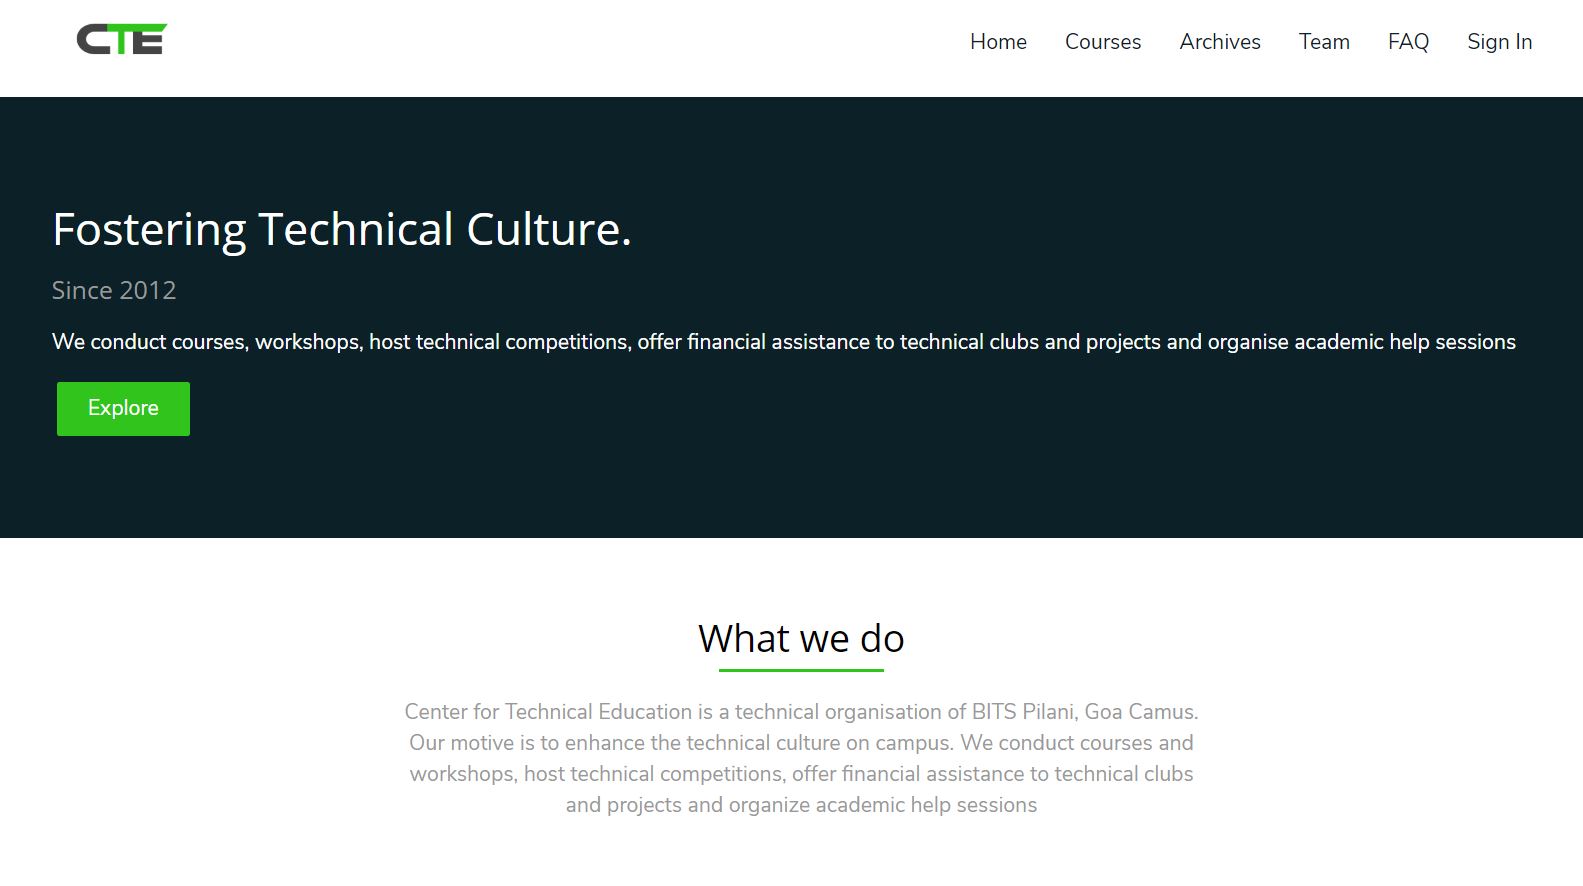 CTE
Home Courses Archives Team FAQ Sign In
Fostering Technical Culture.
Since 2012
We conduct courses, workshops, host technical competitions, offer financial assistance to technical clubs and projects and organise academic help sessions
Explore
What we do
Center for Technical Education is a technical organisation of BITS Pilani, Goa Camus.
Our motive is to enhance the technical culture on campus. We conduct courses and
workshops, host technical competitions, offer financial assistance to technical clubs
and projects and organize academic help sessions